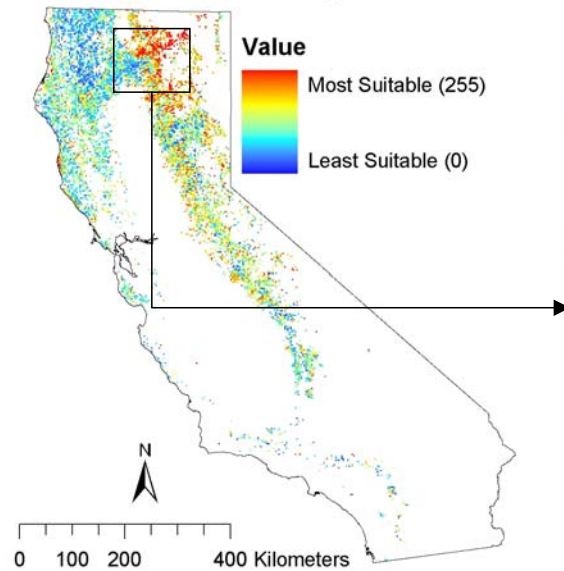 Value
Most Suitable (255)
Least Suitable (0)
N
0 100 200 400 Kilometers